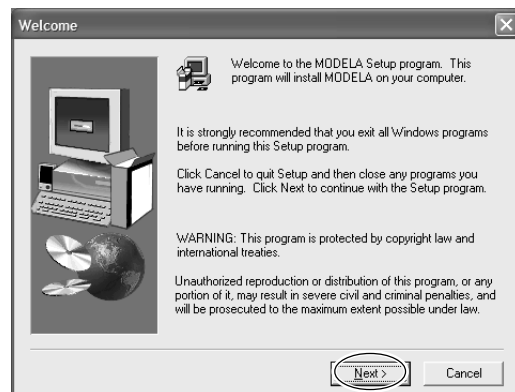 Welcome
Welcome to the MODELA Setup program. This
program will install MODELA on your computer.
It is strongly recommended that you exit all Windows programs
before running this Setup program.
Click Cancel to quit Setup and then close any programs you
have running. Click Next to continue with the Setup program.
WARNING: This program is protected by copyright law and
international treaties.
Unauthorized reproduction or distribution of this program, or any
portion of it, may result in severe civil and criminal penalties, and
will be prosecuted to the maximum extent possible under law.
Next >
Cancel